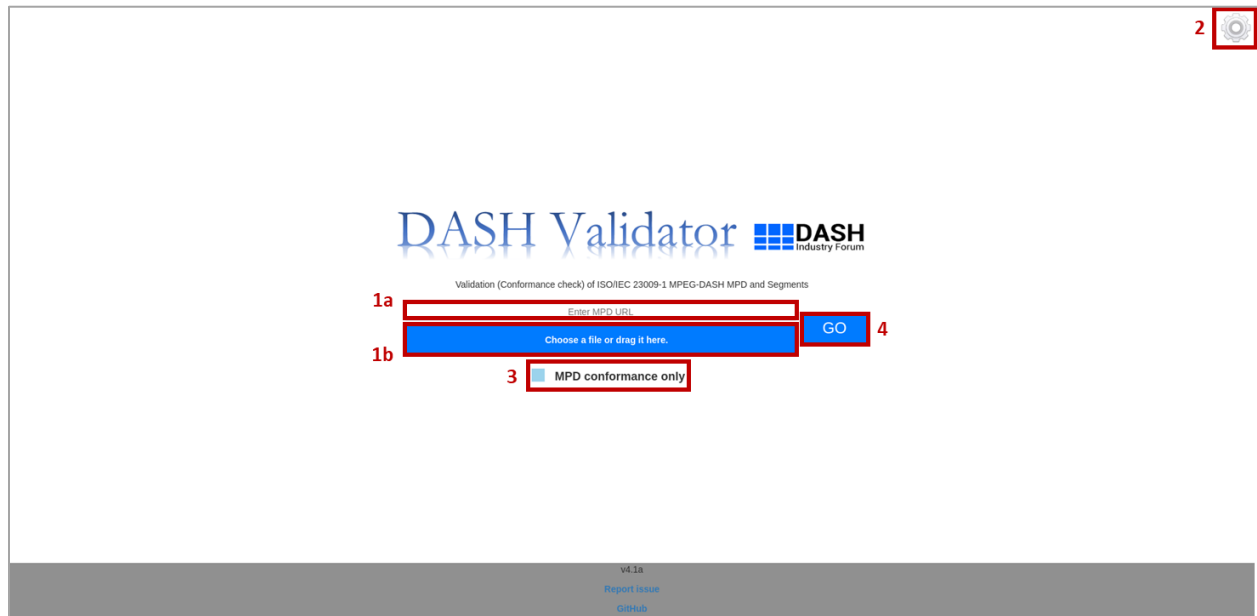 2
DASH Validator
DASH
Industry Forum
Validation (Conformance check) of ISO/IEC 23009-1 MPEG-DASH MPD and Segments
1a
Enter MPD URL
GO
4
Choose a file or drag it here.
1b
3
MPD conformance only
v4.1a
Report issue
GitHub